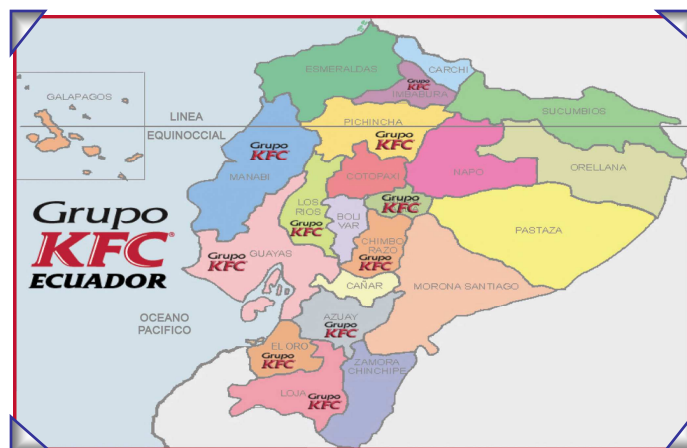 ESMERALDAS
CARCHI
Grupo
KFC
IMBABURA
GALAPAGOS
SUCUMBIOS
LINEA
EQUINOCCIAL
PICHINCHA
Grupo
KFC
Grupo
KFC
MANABI
COTOPAXI
NAPO
ORELLANA
LOS
RIOS
Grupo
KFC
BOLI
VAR
Grupo
KFC
Grupo
KFC®
ECUADOR
PASTAZA
GUAYAS
Grupo
KFC
CHIMBO
RAZO
Grupo
KFC
CAÑAR
MORONA SANTIAGO
OCEANO
PACIFICO
AZUAY
Grupo
KFC
EL ORO
Grupo
KFC
ZAMORA
CHINCHIPE
LOJA
Grupo
KFC